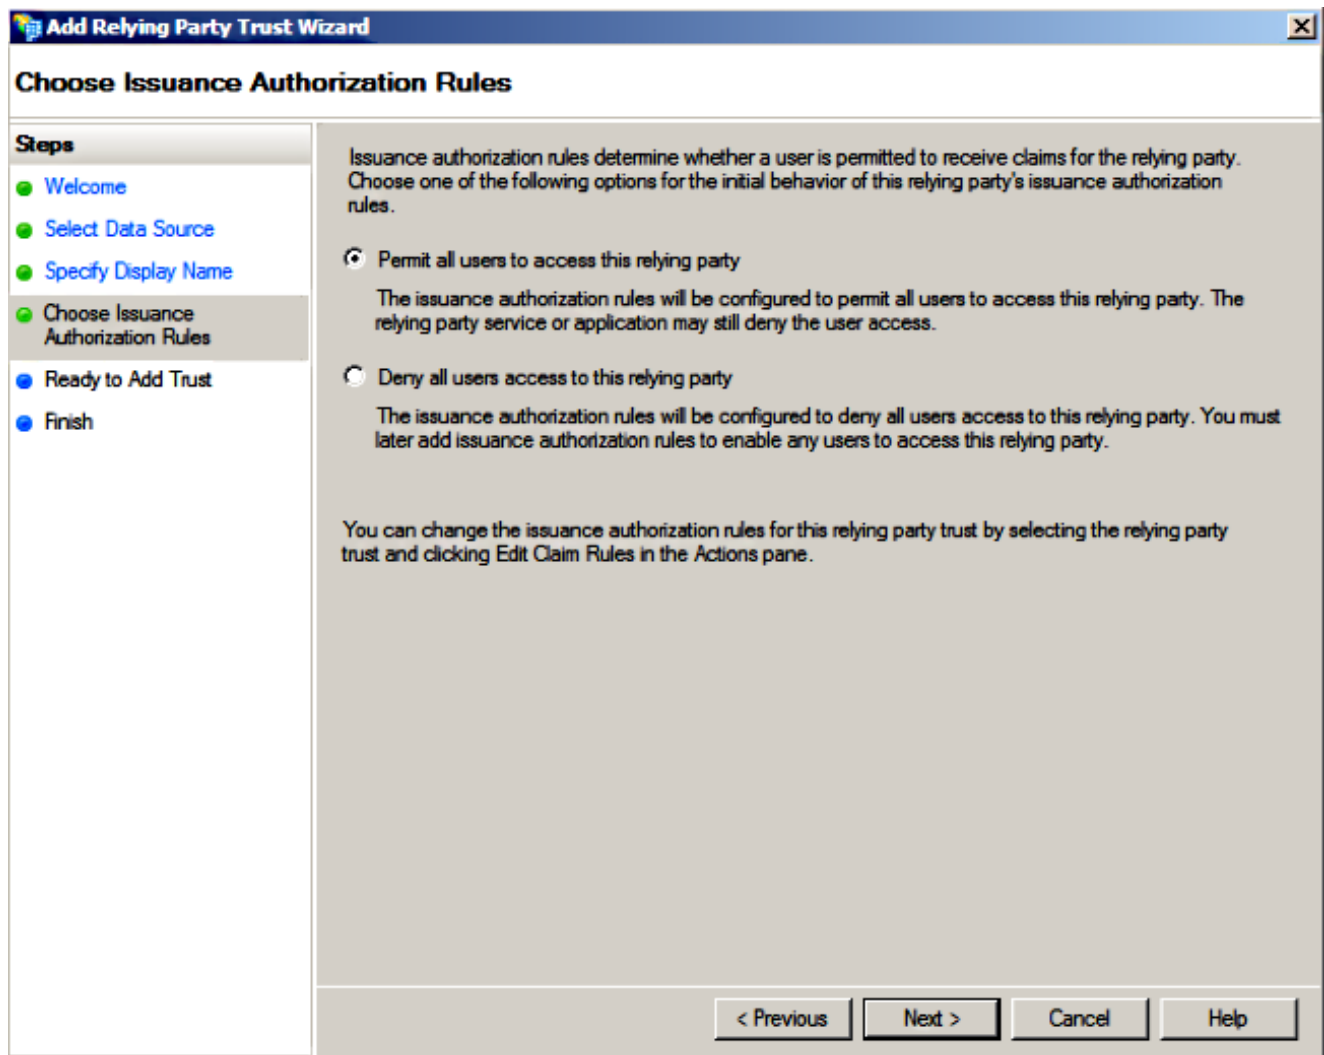 Add Relying Party Trust Wizard
Choose Issuance Authorization Rules
Steps
Welcome
Select Data Source
Specify Display Name
Choose Issuance
Authorization Rules
Ready to Add Trust
Finish
Issuance authorization rules determine whether a user is permitted to receive claims for the relying party.
Choose one of the following options for the initial behavior of this relying party's issuance authorization
rules.
Permit all users to access this relying party
The issuance authorization rules will be configured to permit all users to access this relying party. The
relying party service or application may still deny the user access.
Deny all users access to this relying party
The issuance authorization rules will be configured to deny all users access to this relying party. You must
later add issuance authorization rules to enable any users to access this relying party.
You can change the issuance authorization rules for this relying party trust by selecting the relying party
trust and clicking Edit Claim Rules in the Actions pane.
< Previous
Next >
Cancel
Help